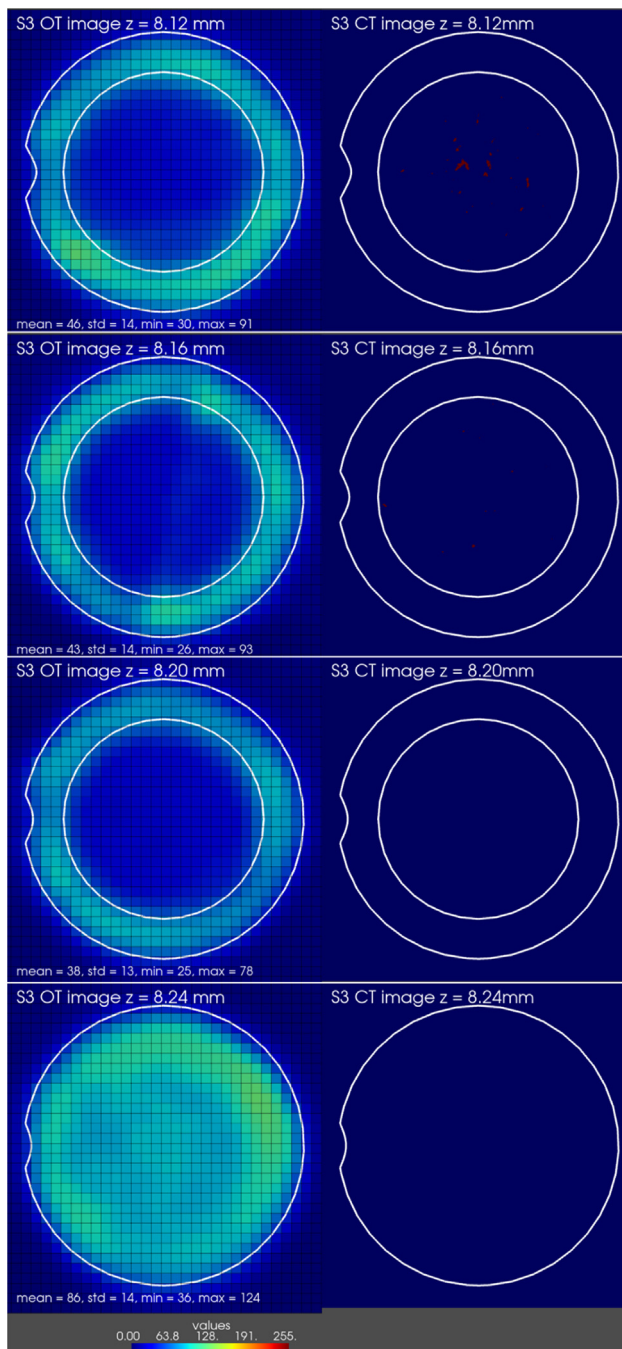 S3 OT image z = 8.12 mm
S3 CT image z = 8.12mm
mean = 46, std = 14, min = 30, max = 91
S3 OT image z = 8.16 mm
S3 CT image z = 8.16mm
mean = 43, std = 14, min = 26, max = 93
S3 OT image z = 8.20 mm
S3 CT image z = 8.20mm
mean = 38, std = 13, min = 25, max = 78
S3 OT image z = 8.24 mm
S3 CT image z = 8.24mm
mean = 86, std = 14, min = 36, max = 124
values
0.00 63.8 128. 191. 255.